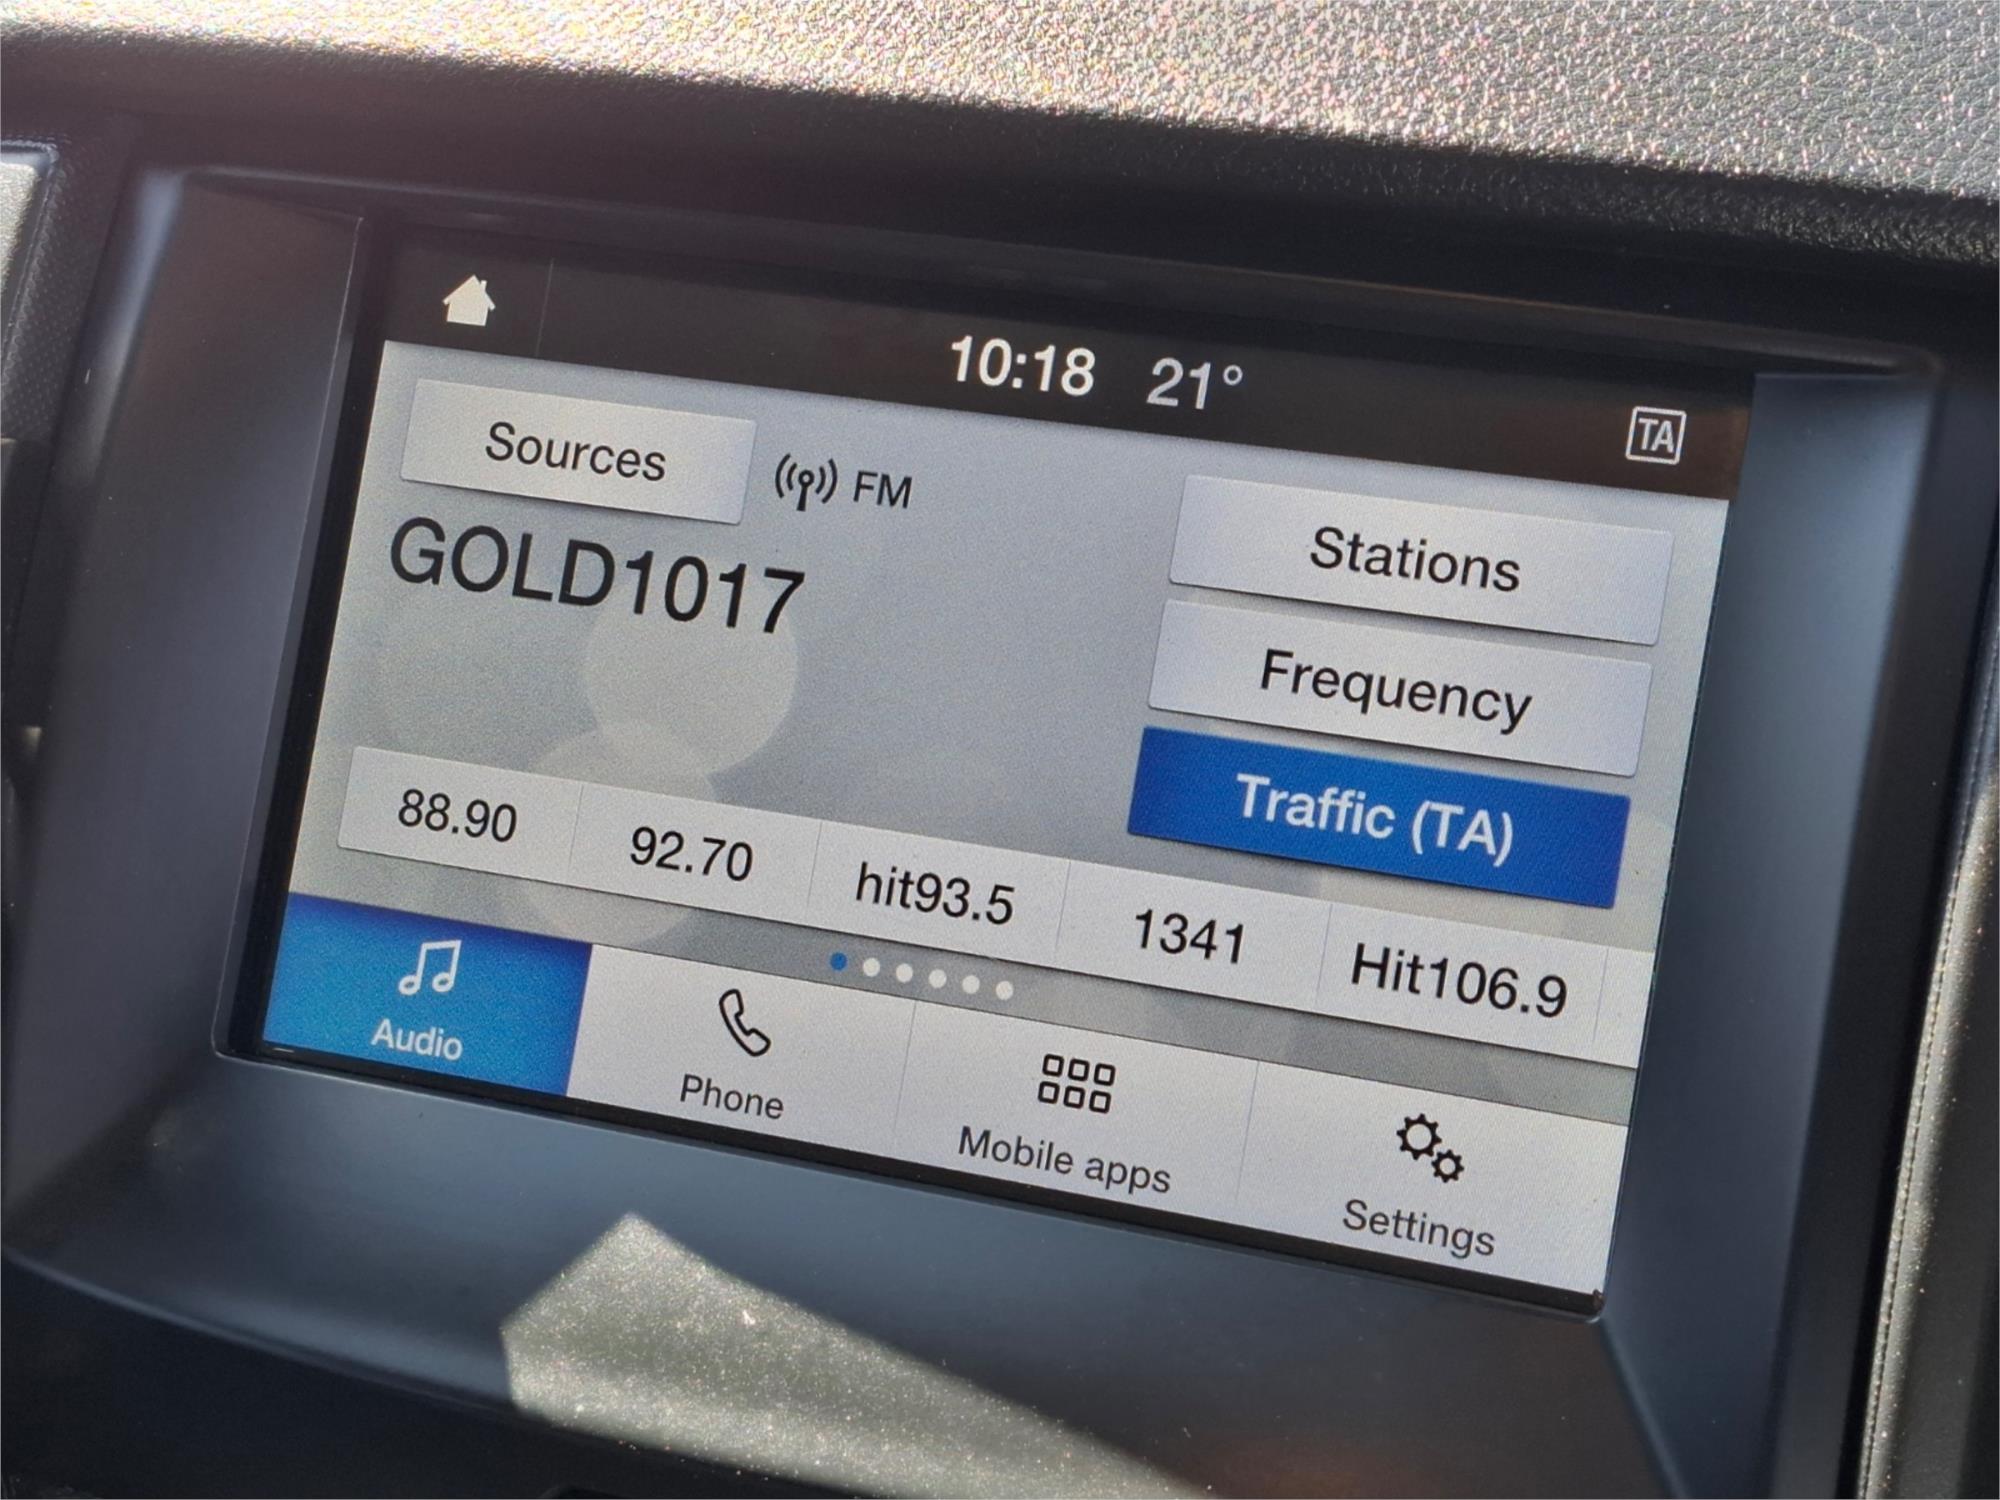 10:18 21°
TA
Sources FM
GOLD1017
Stations
Frequency
Traffic (TA)
88.90 92.70 hit93.5 1341 Hit106.9
Audio Phone Mobile apps Settings